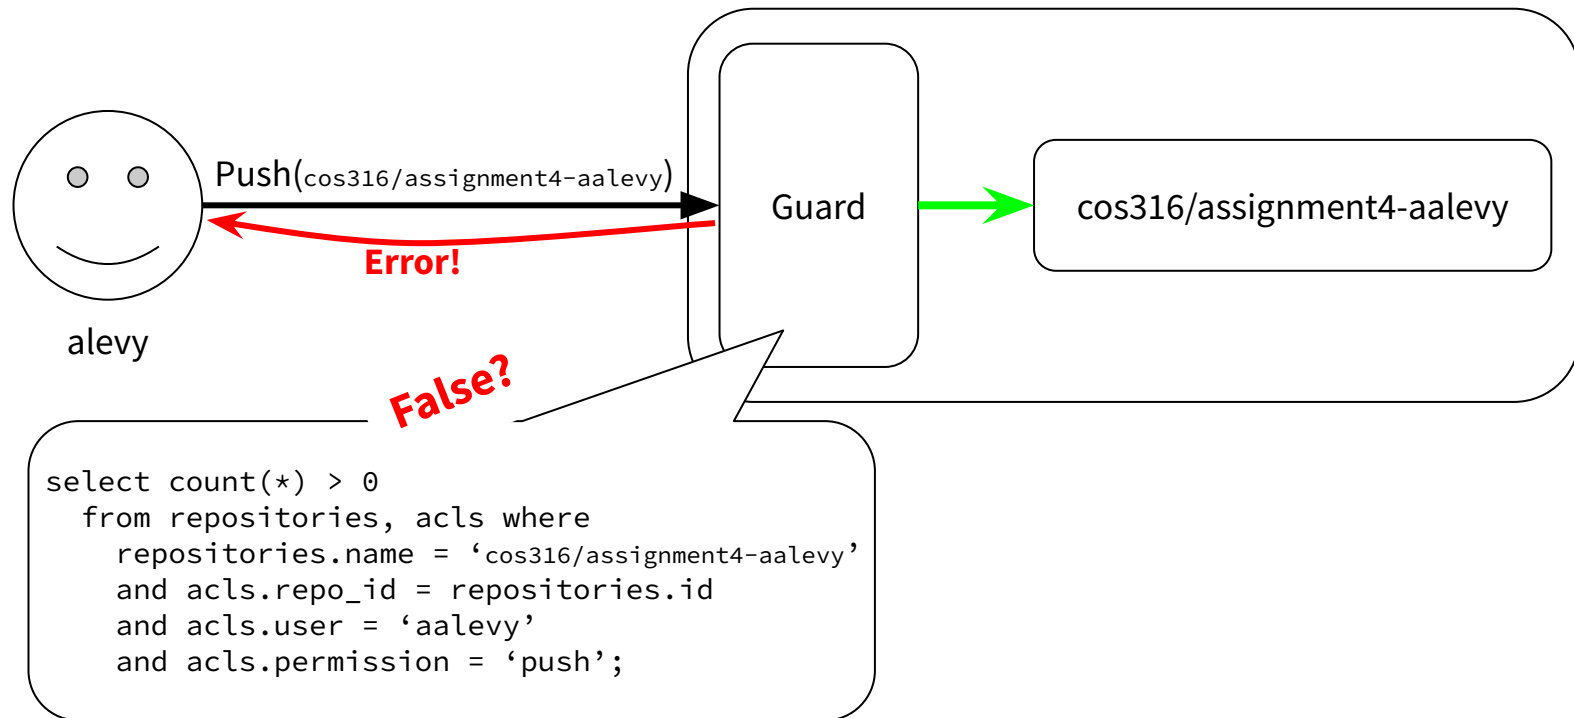 Push(cos316/assignment4-aalevy)
Guard
cos316/assignment4-aalevy
Error!
alevy
False?
select count(*) > 0
from repositories, acls where
repositories.name = ‘cos316/assignment4-aalevy’
and acls.repo_id = repositories.id
and acls.user = ‘aalevy’
and acls.permission = ‘push’;